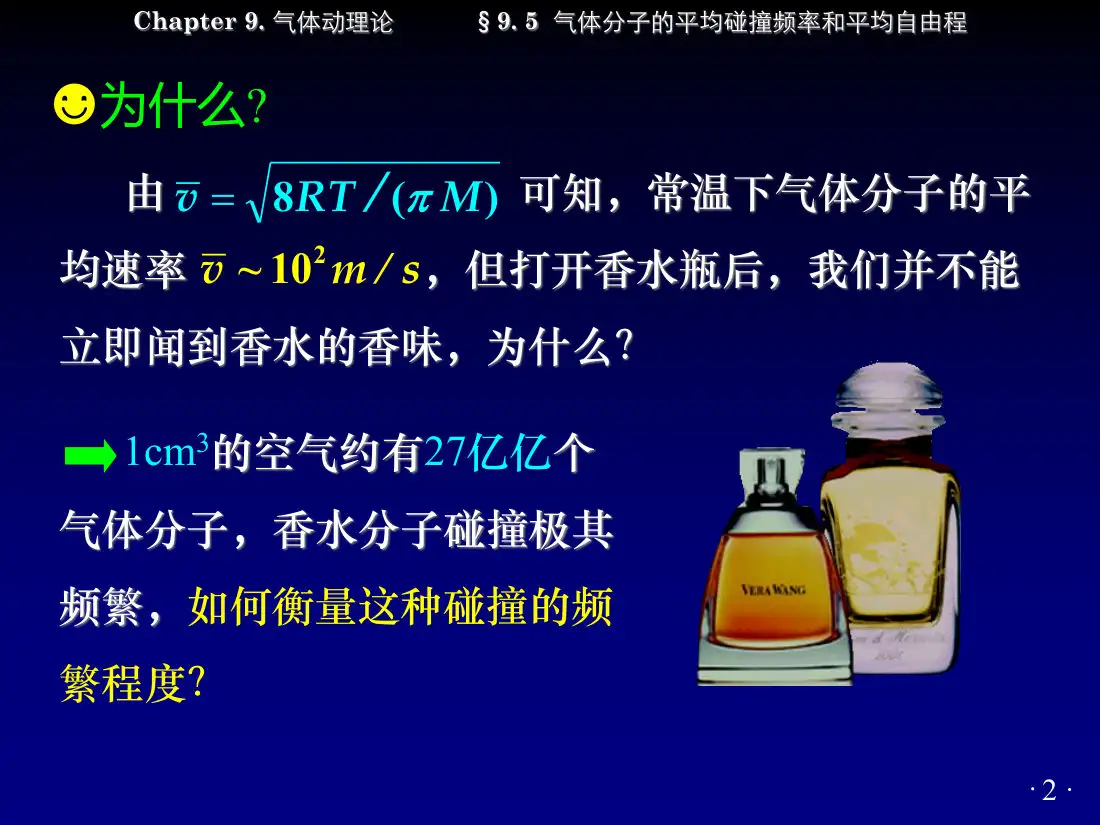 Chapter 9. 气体动理论 §9. 5 气体分子的平均碰撞频率和平均自由程
为什么?
由 v̅ = √8RT/(πM) 可知，常温下气体分子的平
均速率 v̅ ~ 10²m/s，但打开香水瓶后，我们并不能
立即闻到香水的香味，为什么?
1cm³的空气约有27亿亿个
气体分子，香水分子碰撞极其
频繁，如何衡量这种碰撞的频
繁程度?
VERA WANG
·2·